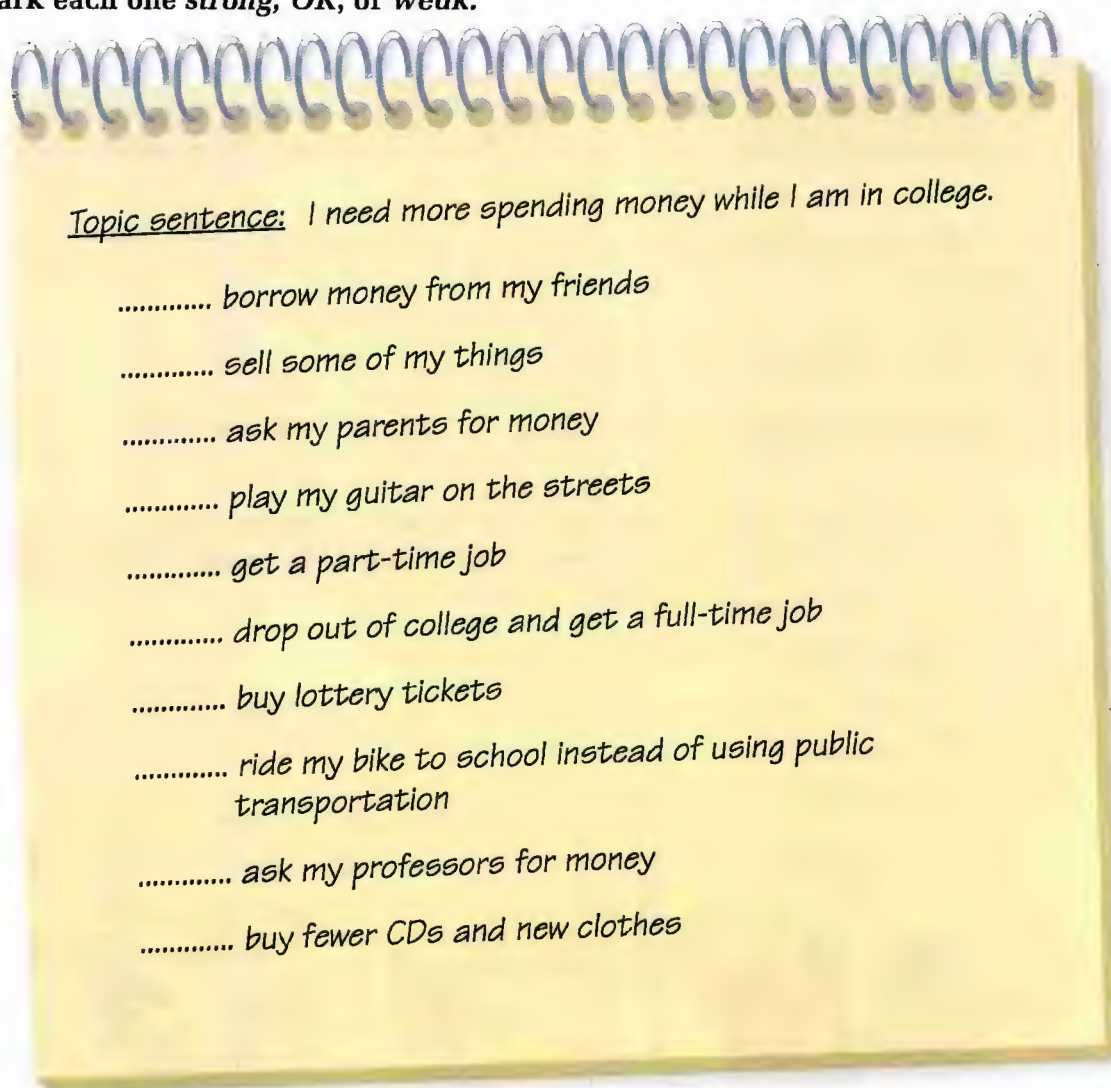 ark each one strong, OK, or weak.
Topic sentence: I need more spending money while I am in college.
............. borrow money from my friends
............. sell some of my things
............. ask my parents for money
............. play my guitar on the streets
............. get a part-time job
............. drop out of college and get a full-time job
............. buy lottery tickets
............. ride my bike to school instead of using public
transportation
............. ask my professors for money
............. buy fewer CDs and new clothes